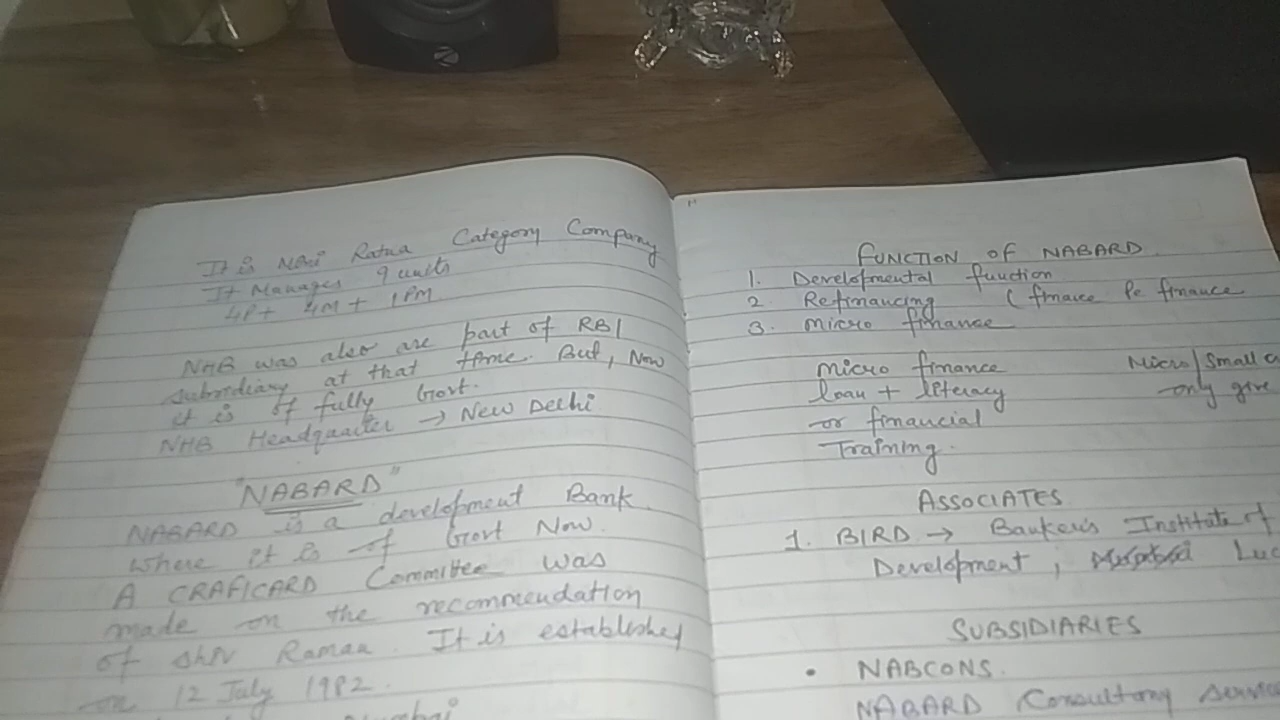 It is Mini Ratna Category Company
It Manages 9 units
4P + 4M + 1PM
NHB was also are part of RBI
subsidiary at that time. But, Now
it is of fully Govt.
NHB Headquarter → New Delhi
"NABARD"
NABARD is a development Bank
where it is of Govt Now.
A CRAFICARD Committee was
made on the recommendation
of Shiv Raman. It is established
on 12 July 1982.
FUNCTION OF NABARD
1. Developmental function
2. Refinancing ( finance Pe finance
3. micro finance
micro finance Micro/Small
loan + literacy only give
or financial
Training.
ASSOCIATES
1. BIRD → Banker's Institute of
Development ,
SUBSIDIARIES
• NABCONS.
NABARD Consultony